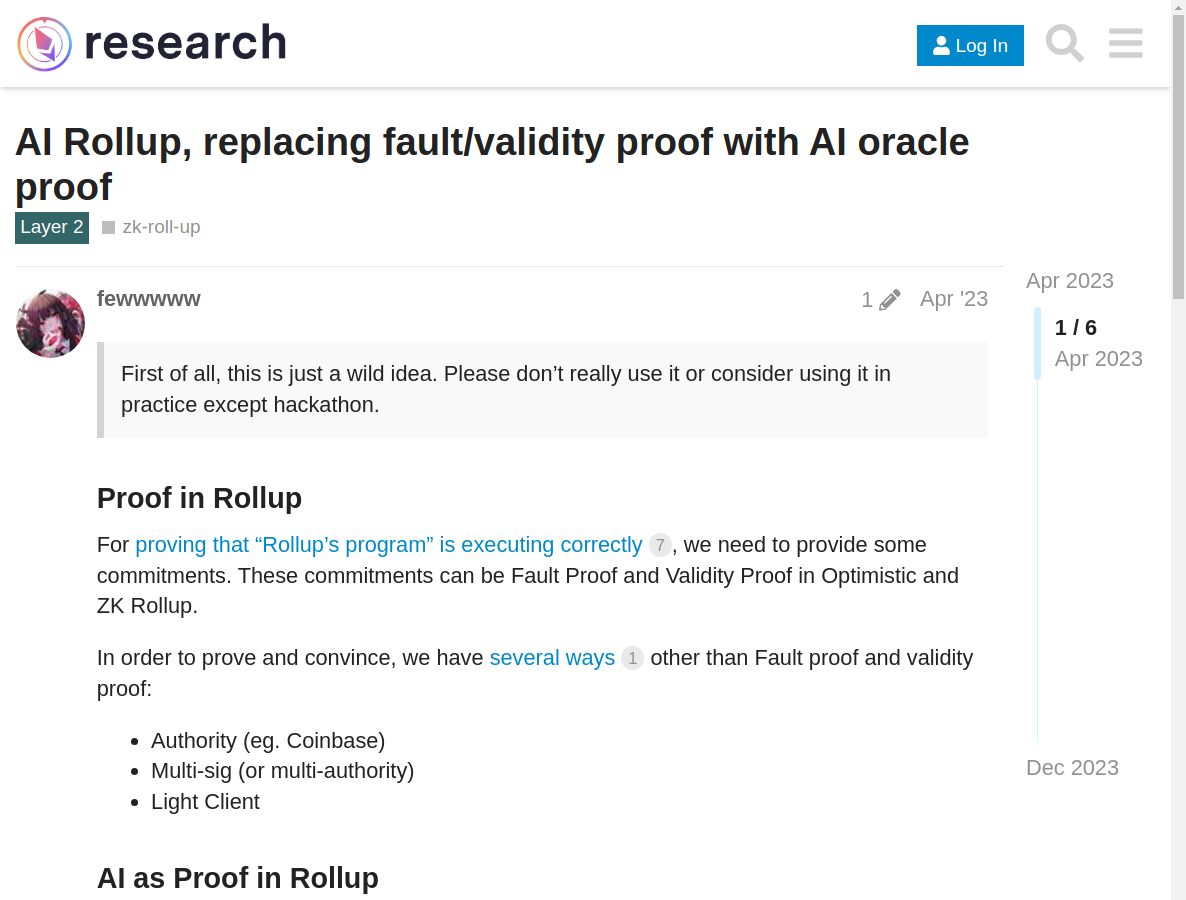 research
Log In
AI Rollup, replacing fault/validity proof with AI oracle
proof
Layer 2
zk-roll-up
fewwwww
1
Apr '23
First of all, this is just a wild idea. Please don’t really use it or consider using it in
practice except hackathon.
Proof in Rollup
For proving that “Rollup’s program” is executing correctly 7, we need to provide some
commitments. These commitments can be Fault Proof and Validity Proof in Optimistic and
ZK Rollup.
In order to prove and convince, we have several ways 1 other than Fault proof and validity
proof:
• Authority (eg. Coinbase)
• Multi-sig (or multi-authority)
• Light Client
AI as Proof in Rollup
Apr 2023
1 / 6
Apr 2023
Dec 2023